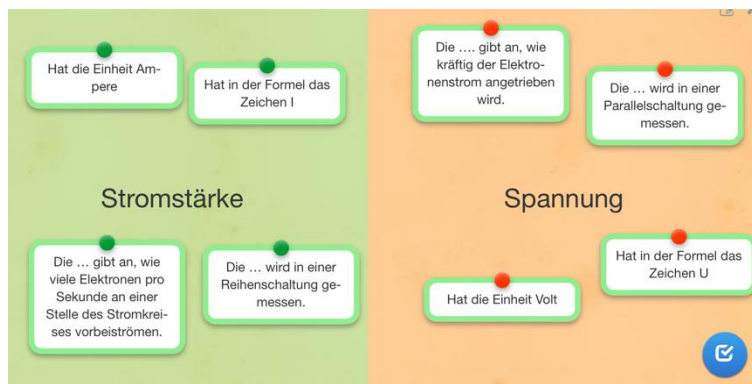 Hat die Einheit Am-
pere
Hat in der Formel das
Zeichen I
Stromstärke
Die ... gibt an, wie
viele Elektronen pro
Sekunde an einer
Stelle des Stromkrei-
ses vorbeiströmen.
Die ... wird in einer
Reihenschaltung ge-
messen.
Die .... gibt an, wie
kräftig der Elektro-
nenstrom angetrieben
wird.
Die ... wird in einer
Parallelschaltung ge-
messen.
Spannung
Hat in der Formel das
Zeichen U
Hat die Einheit Volt